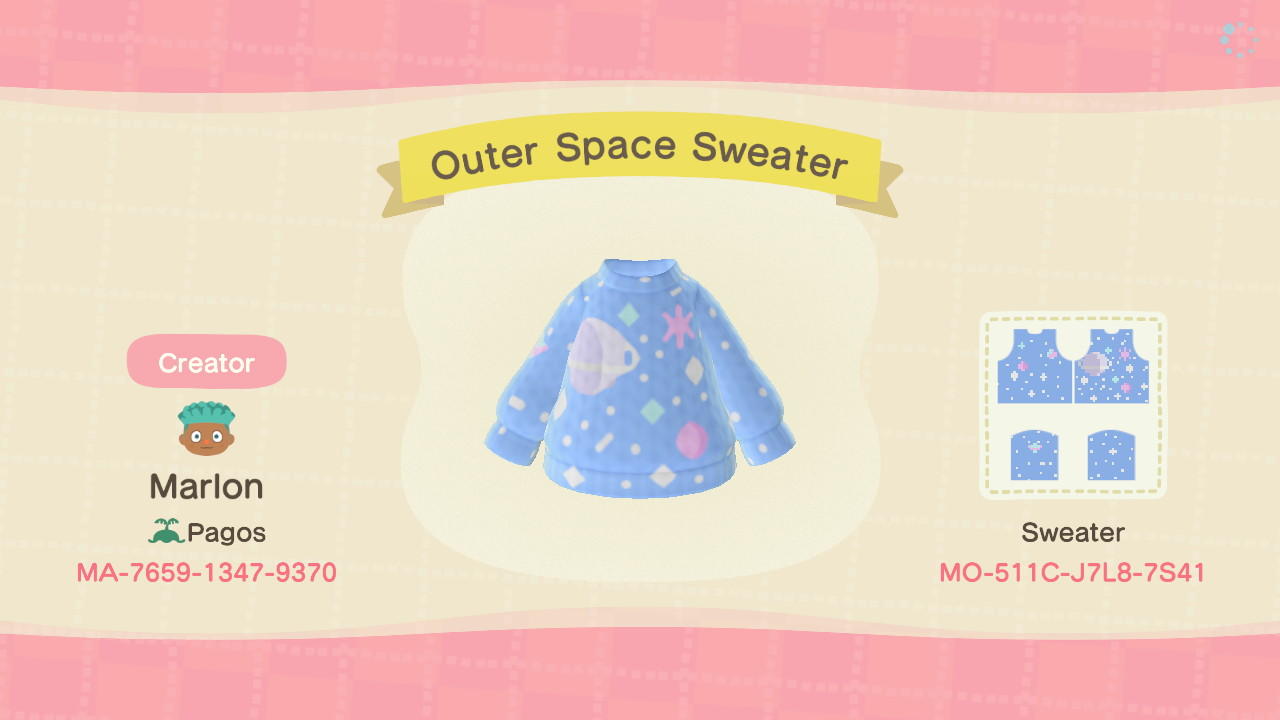 Outer Space Sweater
Creator
Marlon
Pagos
MA-7659-1347-9370
Sweater
MO-511C-J7L8-7S41